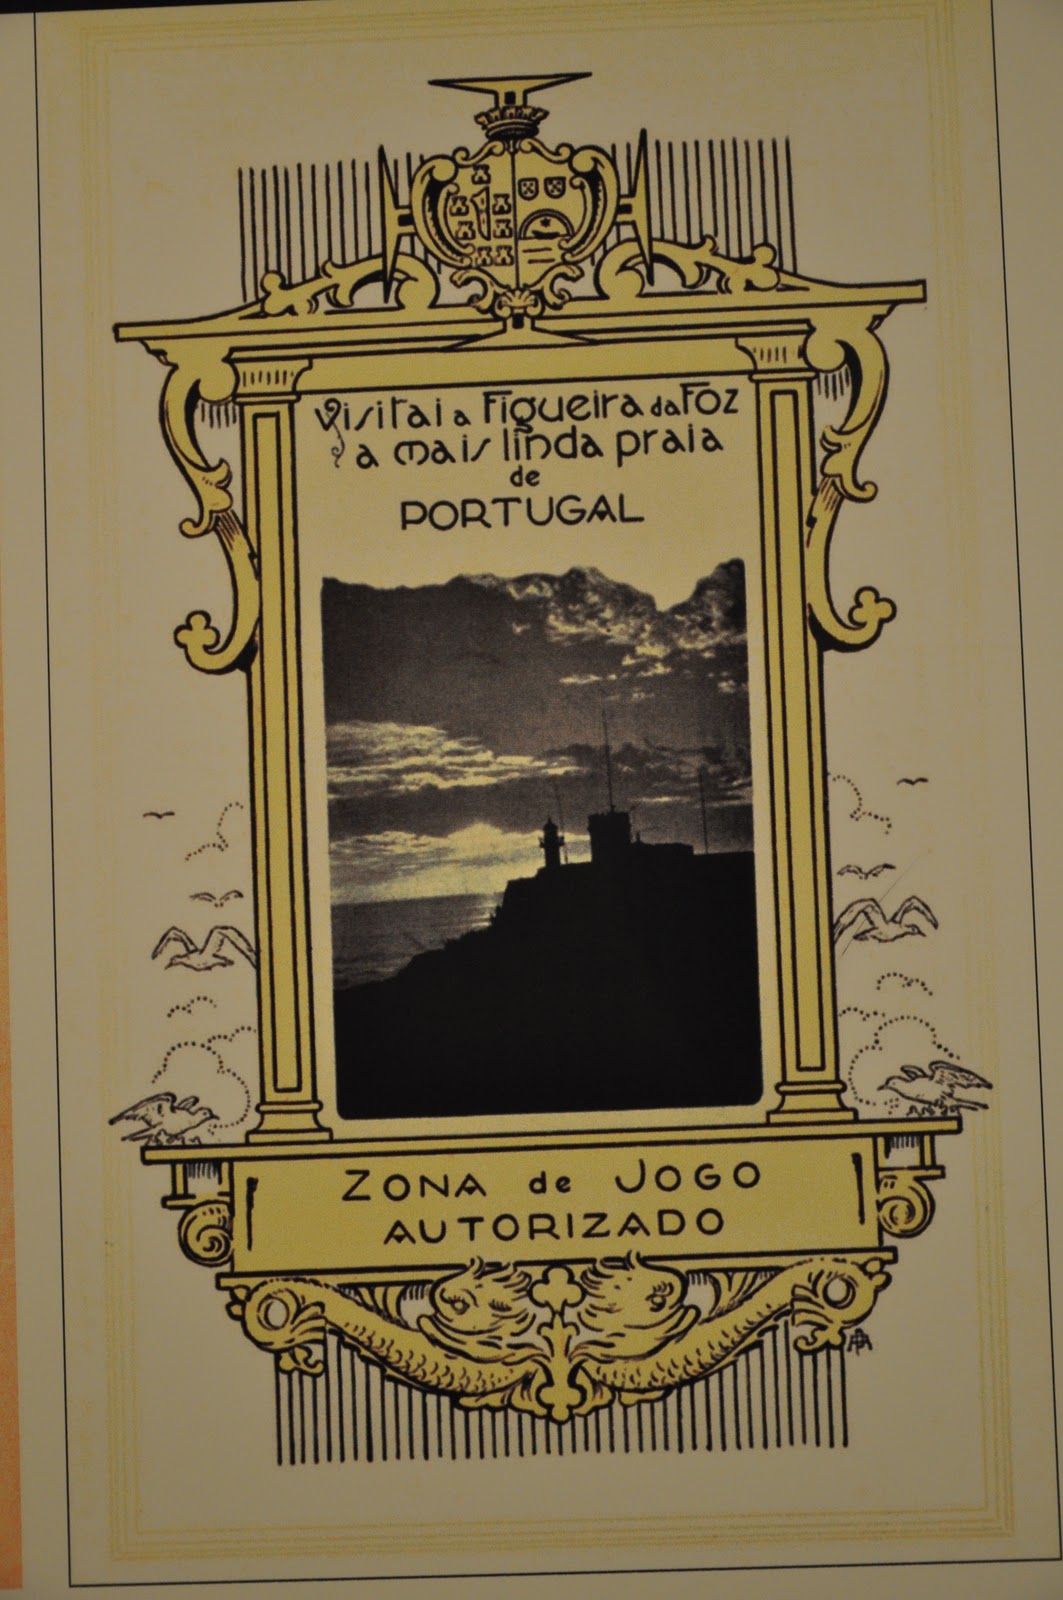 Visitai a Figueira da Foz
a mais linda praia
de
PORTUGAL
ZONA de JOGO
AUTORIZADO